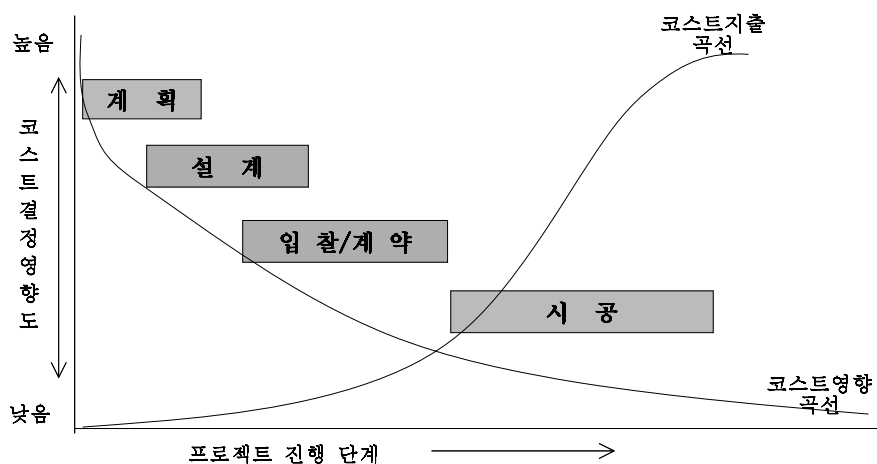 높음
코스트지출
곡선
계 획
코스트결정영향도
설 계
입 찰/계 약
시 공
코스트영향
곡선
낮음
프로젝트 진행 단계